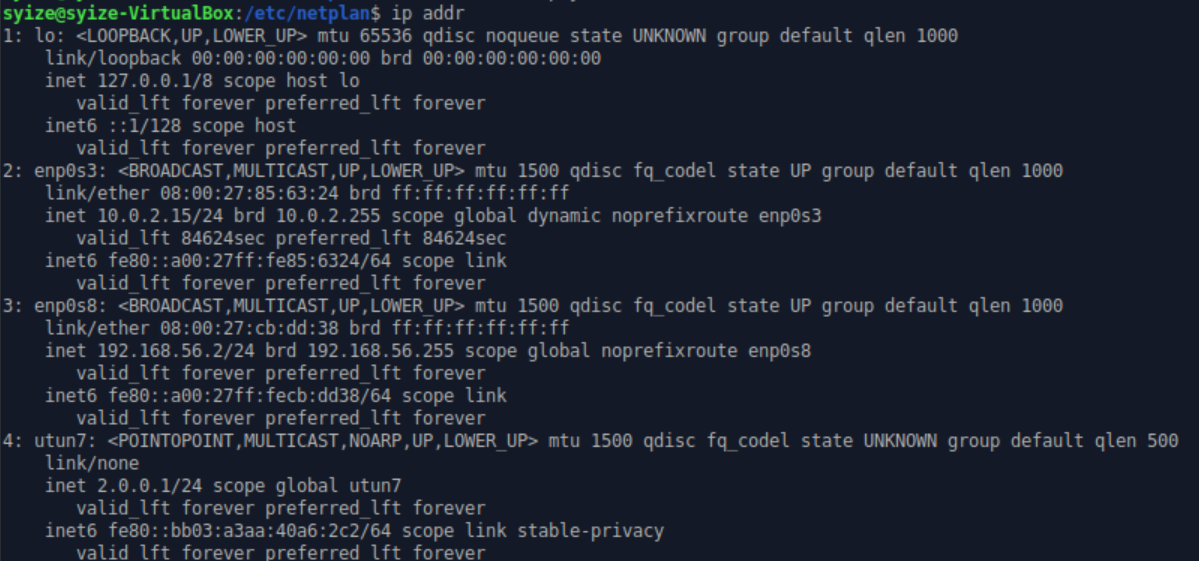 syize@syize-VirtualBox:/etc/netplan$ ip addr
1: lo: <LOOPBACK,UP,LOWER_UP> mtu 65536 qdisc noqueue state UNKNOWN group default qlen 1000
    link/loopback 00:00:00:00:00:00 brd 00:00:00:00:00:00
    inet 127.0.0.1/8 scope host lo
       valid_lft forever preferred_lft forever
    inet6 ::1/128 scope host
       valid_lft forever preferred_lft forever
2: enp0s3: <BROADCAST,MULTICAST,UP,LOWER_UP> mtu 1500 qdisc fq_codel state UP group default qlen 1000
    link/ether 08:00:27:85:63:24 brd ff:ff:ff:ff:ff:ff
    inet 10.0.2.15/24 brd 10.0.2.255 scope global dynamic noprefixroute enp0s3
       valid_lft 84624sec preferred_lft 84624sec
    inet6 fe80::a00:27ff:fe85:6324/64 scope link
       valid_lft forever preferred_lft forever
3: enp0s8: <BROADCAST,MULTICAST,UP,LOWER_UP> mtu 1500 qdisc fq_codel state UP group default qlen 1000
    link/ether 08:00:27:cb:dd:38 brd ff:ff:ff:ff:ff:ff
    inet 192.168.56.2/24 brd 192.168.56.255 scope global noprefixroute enp0s8
       valid_lft forever preferred_lft forever
    inet6 fe80::a00:27ff:fecb:dd38/64 scope link
       valid_lft forever preferred_lft forever
4: utun7: <POINTOPOINT,MULTICAST,NOARP,UP,LOWER_UP> mtu 1500 qdisc fq_codel state UNKNOWN group default qlen 500
    link/none
    inet 2.0.0.1/24 scope global utun7
       valid_lft forever preferred_lft forever
    inet6 fe80::bb03:a3aa:40a6:2c2/64 scope link stable-privacy
       valid_lft forever preferred_lft forever